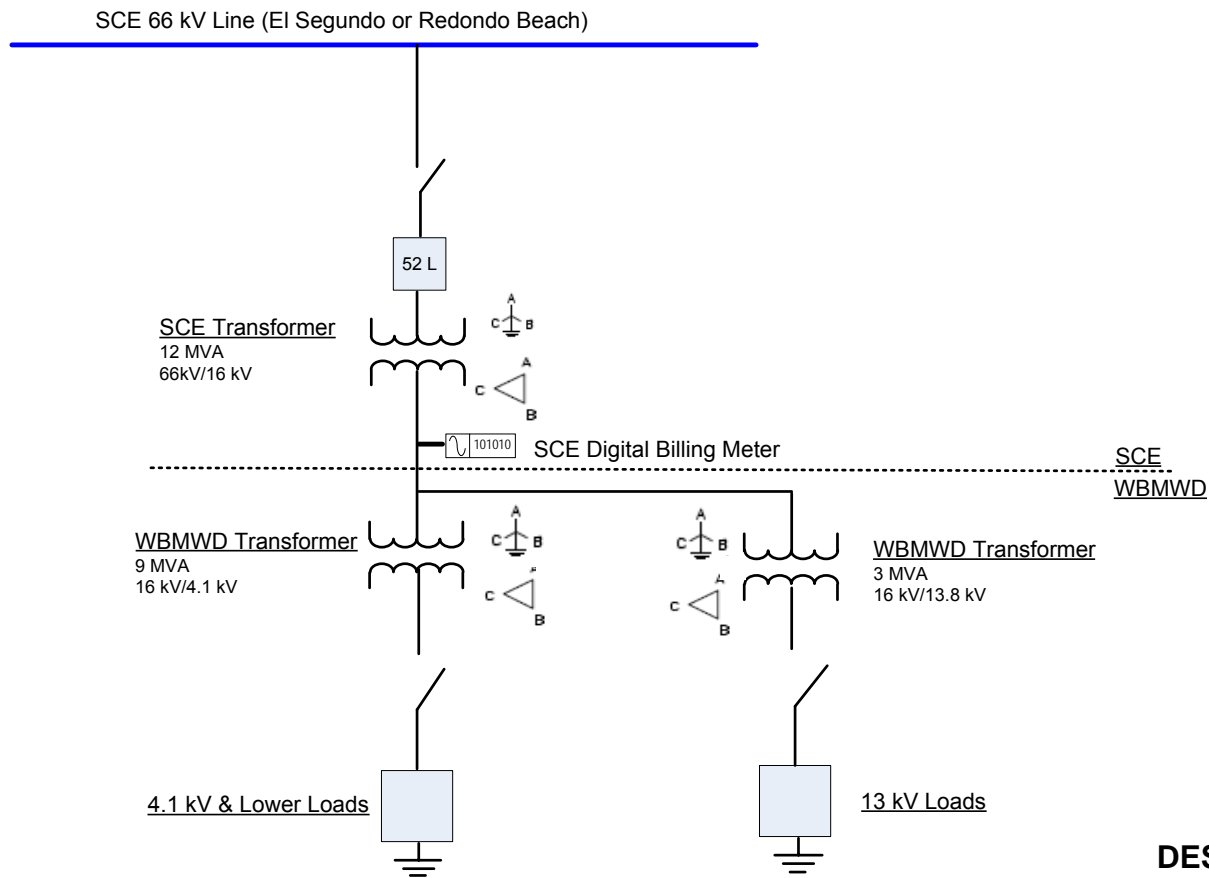 SCE 66 kV Line (El Segundo or Redondo Beach)
52 L
A
C B
SCE Transformer
12 MVA
66kV/16 kV
A
C
B
101010 SCE Digital Billing Meter
SCE
WBMWD
WBMWD Transformer
9 MVA
16 kV/4.1 kV
A
C B
C
B
A
C B
A
C
B
WBMWD Transformer
3 MVA
16 kV/13.8 kV
4.1 kV & Lower Loads
13 kV Loads
DES